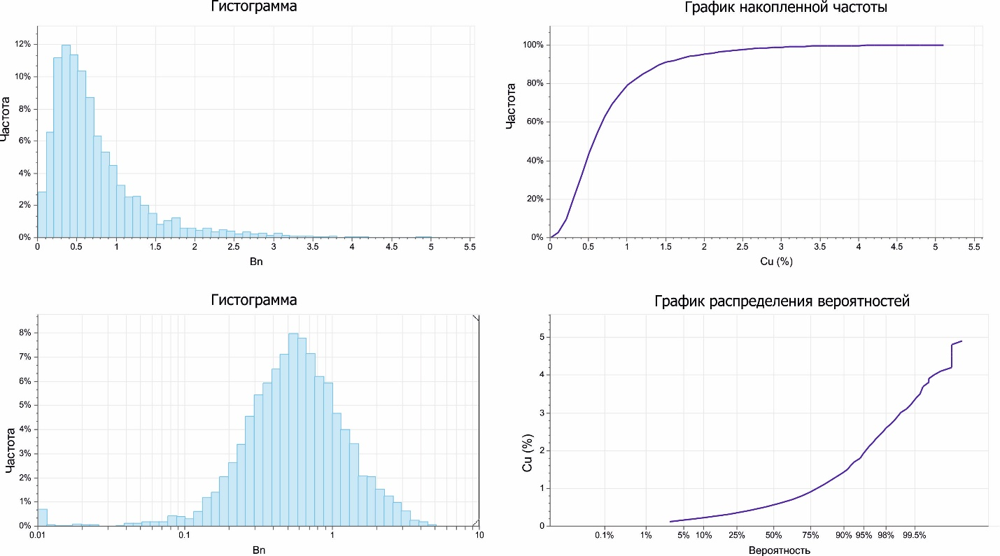 Гистограмма
12%
10%
8%
6%
4%
2%
0%
Частота
0 0.5 1 1.5 2 2.5 3 3.5 4 4.5 5 5.5
Bn
График накопленной частоты
100%
80%
60%
40%
20%
0%
Частота
0 0.5 1 1.5 2 2.5 3 3.5 4 4.5 5 5.5
Cu (%)
Гистограмма
8%
7%
6%
5%
4%
3%
2%
1%
0%
Частота
0.01 0.1 1 10
Bn
График распределения вероятностей
5
4
3
2
1
0
Cu (%)
0.1% 1% 5% 10% 25% 50% 75% 90% 95% 98% 99.5%
Вероятность